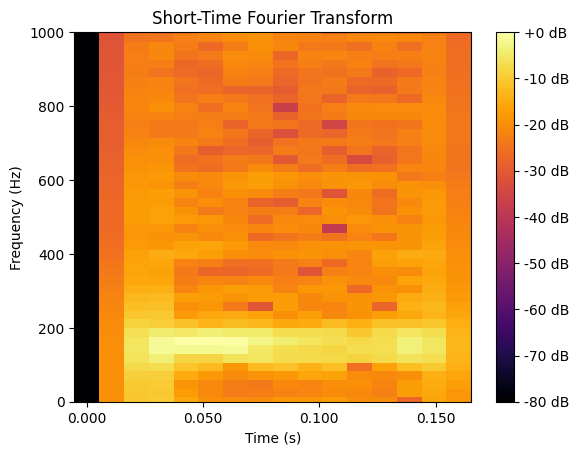 Short-Time Fourier Transform
1000
800
600
400
200
0
Frequency (Hz)
0.000
0.050
0.100
0.150
Time (s)
+0 dB
-10 dB
-20 dB
-30 dB
-40 dB
-50 dB
-60 dB
-70 dB
-80 dB